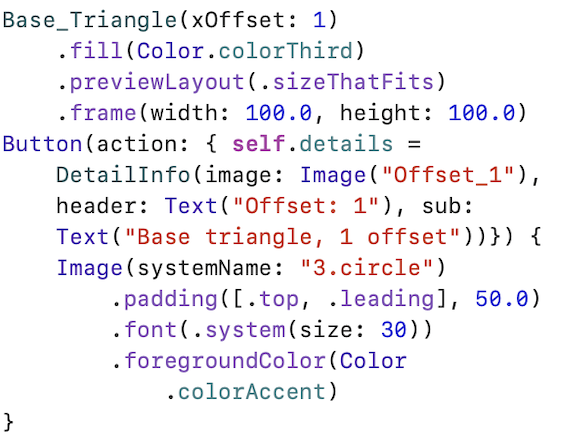 Base_Triangle(xOffset: 1)
    .fill(Color.colorThird)
    .previewLayout(.sizeThatFits)
    .frame(width: 100.0, height: 100.0)
Button(action: { self.details =
    DetailInfo(image: Image("Offset_1"),
    header: Text("Offset: 1"), sub:
    Text("Base triangle, 1 offset"))}) {
    Image(systemName: "3.circle")
        .padding([.top, .leading], 50.0)
        .font(.system(size: 30))
        .foregroundColor(Color
            .colorAccent)
}